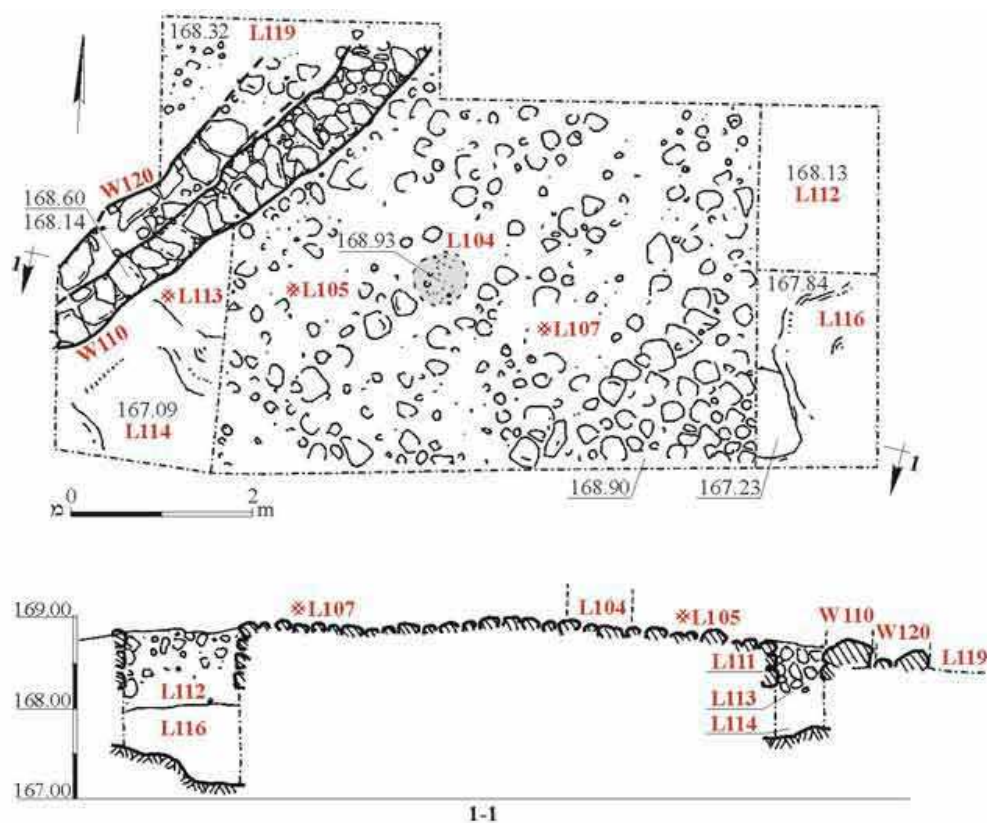 168.32
L119
W120
168.60
168.14
168.13
L112
1
※L113
※L105
168.93
L104
※L107
167.84
L116
W110
167.09
L114
168.90
167.23
1
0 2
מ m
169.00
※L107
L104
※L105
W110
W120
L119
L111
L112
L113
168.00
L116
L114
167.00
1-1